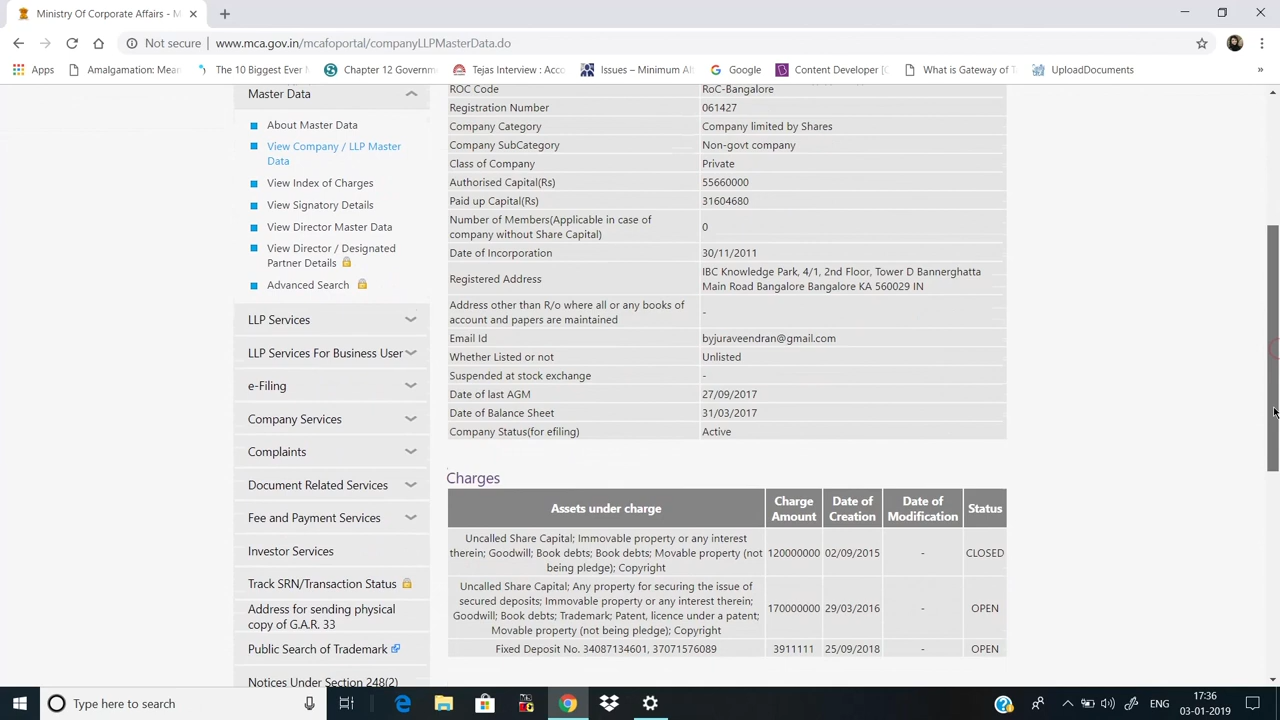 Ministry Of Corporate Affairs - M
Not secure
www.mca.gov.in/mcafoportal/companyLLPMasterData.do
Apps
Amalgamation: Mean
The 10 Biggest Ever
Chapter 12 Governme
Tejas Interview : Acco
Issues – Minimum Alt
Google
Content Developer [C
What is Gateway of T
UploadDocuments
»
Master Data
About Master Data
View Company / LLP Master
Data
View Index of Charges
View Signatory Details
View Director Master Data
View Director / Designated
Partner Details
Advanced Search
LLP Services
LLP Services For Business User
e-Filing
Company Services
Complaints
Document Related Services
Fee and Payment Services
Investor Services
Track SRN/Transaction Status
Address for sending physical
copy of G.A.R. 33
Public Search of Trademark
Notices Under Section 248(2)
ROC Code RoC-Bangalore
Registration Number 061427
Company Category Company limited by Shares
Company SubCategory Non-govt company
Class of Company Private
Authorised Capital(Rs) 55660000
Paid up Capital(Rs) 31604680
Number of Members(Applicable in case of
company without Share Capital) 0
Date of Incorporation 30/11/2011
Registered Address IBC Knowledge Park, 4/1, 2nd Floor, Tower D Bannerghatta
Main Road Bangalore Bangalore KA 560029 IN
Address other than R/o where all or any books of
account and papers are maintained -
Email Id byjuraveendran@gmail.com
Whether Listed or not Unlisted
Suspended at stock exchange -
Date of last AGM 27/09/2017
Date of Balance Sheet 31/03/2017
Company Status(for efiling) Active
Charges
Assets under charge Charge Amount Date of Creation Date of Modification Status
Uncalled Share Capital; Immovable property or any interest
therein; Goodwill; Book debts; Book debts; Movable property (not 120000000 02/09/2015 - CLOSED
being pledge); Copyright
Uncalled Share Capital; Any property for securing the issue of
secured deposits; Immovable property or any interest therein;
Goodwill; Book debts; Trademark; Patent, licence under a patent; 170000000 29/03/2016 - OPEN
Movable property (not being pledge); Copyright
Fixed Deposit No. 34087134601, 37071576089 3911111 25/09/2018 - OPEN
Type here to search
ENG
17:36
03-01-2019